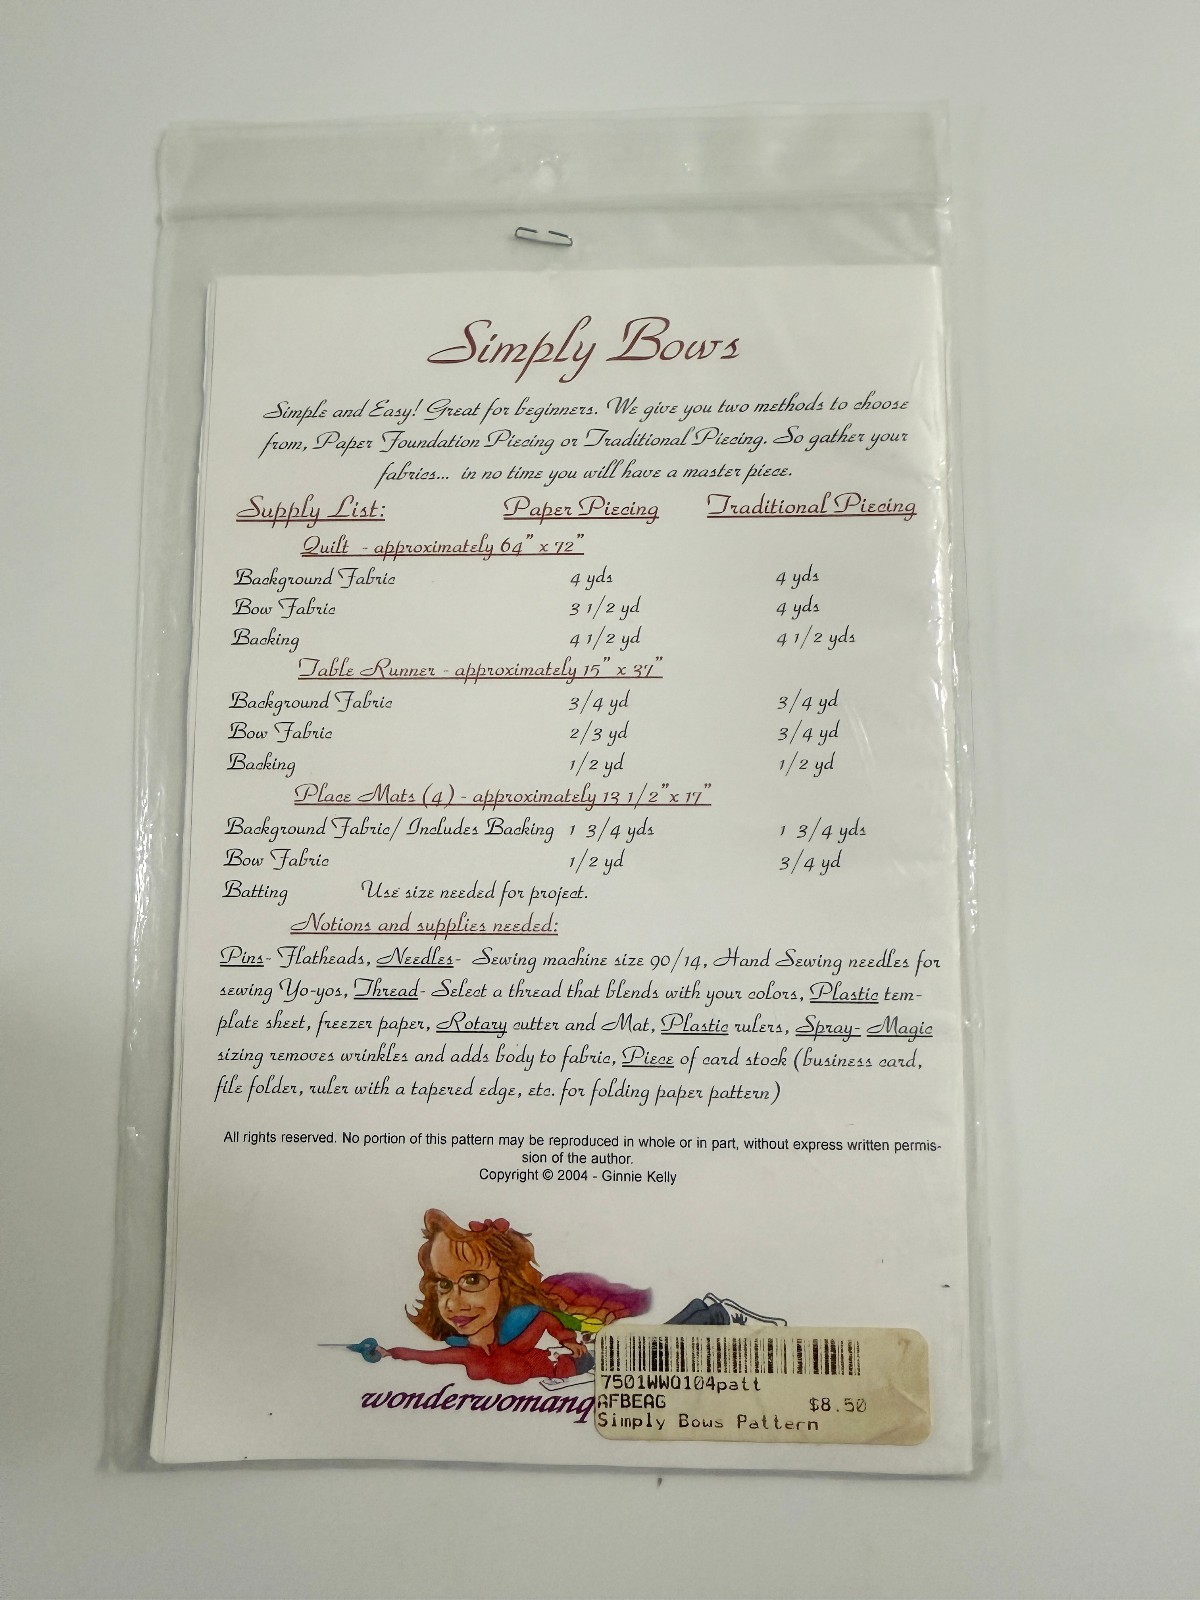 Simply Bows
Simple and Easy! Great for beginners. We give you two methods to choose
from, Paper Foundation Piecing or Traditional Piecing. So gather your
fabrics... in no time you will have a master piece.
Supply List: Paper Piecing Traditional Piecing
Quilt - approximately 64" x 72"
Background Fabric 4 yds 4 yds
Bow Fabric 3 1/2 yd 4 yds
Backing 4 1/2 yd 4 1/2 yds
Table Runner - approximately 15" x 37"
Background Fabric 3/4 yd 3/4 yd
Bow Fabric 2/3 yd 3/4 yd
Backing 1/2 yd 1/2 yd
Place Mats (4) - approximately 13 1/2" x 17"
Background Fabric/ Includes Backing 1 3/4 yds 1 3/4 yds
Bow Fabric 1/2 yd 3/4 yd
Batting Use size needed for project.
Notions and supplies needed:
Pins- Flatheads, Needles- Sewing machine size 90/14, Hand Sewing needles for
sewing Yo-yos, Thread- Select a thread that blends with your colors, Plastic tem-
plate sheet, freezer paper, Rotary cutter and Mat, Plastic rulers, Spray- Magic
sizing removes wrinkles and adds body to fabric, Piece of card stock (business card,
file folder, ruler with a tapered edge, etc. for folding paper pattern)
All rights reserved. No portion of this pattern may be reproduced in whole or in part, without express written permis-
sion of the author.
Copyright © 2004 - Ginnie Kelly
wonderwomanq
7501WWQ104patt
AFBEAG $8.50
Simply Bows Pattern